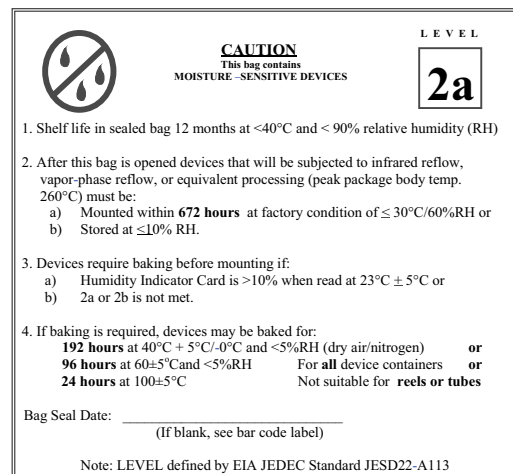 LEVEL
CAUTION
This bag contains
MOISTURE –SENSITIVE DEVICES
2a
1. Shelf life in sealed bag 12 months at <40°C and < 90% relative humidity (RH)
2. After this bag is opened devices that will be subjected to infrared reflow,
vapor-phase reflow, or equivalent processing (peak package body temp.
260°C) must be:
a) Mounted within 672 hours at factory condition of ≤ 30°C/60%RH or
b) Stored at ≤10% RH.
3. Devices require baking before mounting if:
a) Humidity Indicator Card is >10% when read at 23°C ± 5°C or
b) 2a or 2b is not met.
4. If baking is required, devices may be baked for:
192 hours at 40°C + 5°C/-0°C and <5%RH (dry air/nitrogen) or
96 hours at 60±5°Cand <5%RH For all device containers or
24 hours at 100±5°C Not suitable for reels or tubes
Bag Seal Date: ______________________________
(If blank, see bar code label)
Note: LEVEL defined by EIA JEDEC Standard JESD22-A113